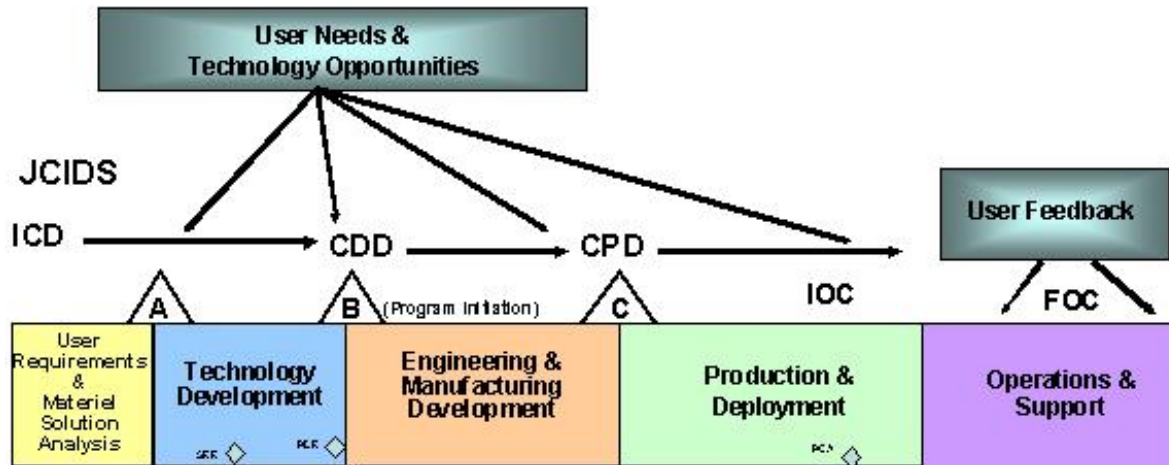 User Needs &
Technology Opportunities
JCIDS
User Feedback
ICD
CDD
CPD
IOC
FOC
A
B
(Program Initiation)
C
User
Requirements
&
Materiel
Solution
Analysis
Technology
Development
Engineering &
Manufacturing
Development
Production &
Deployment
Operations &
Support
PCA